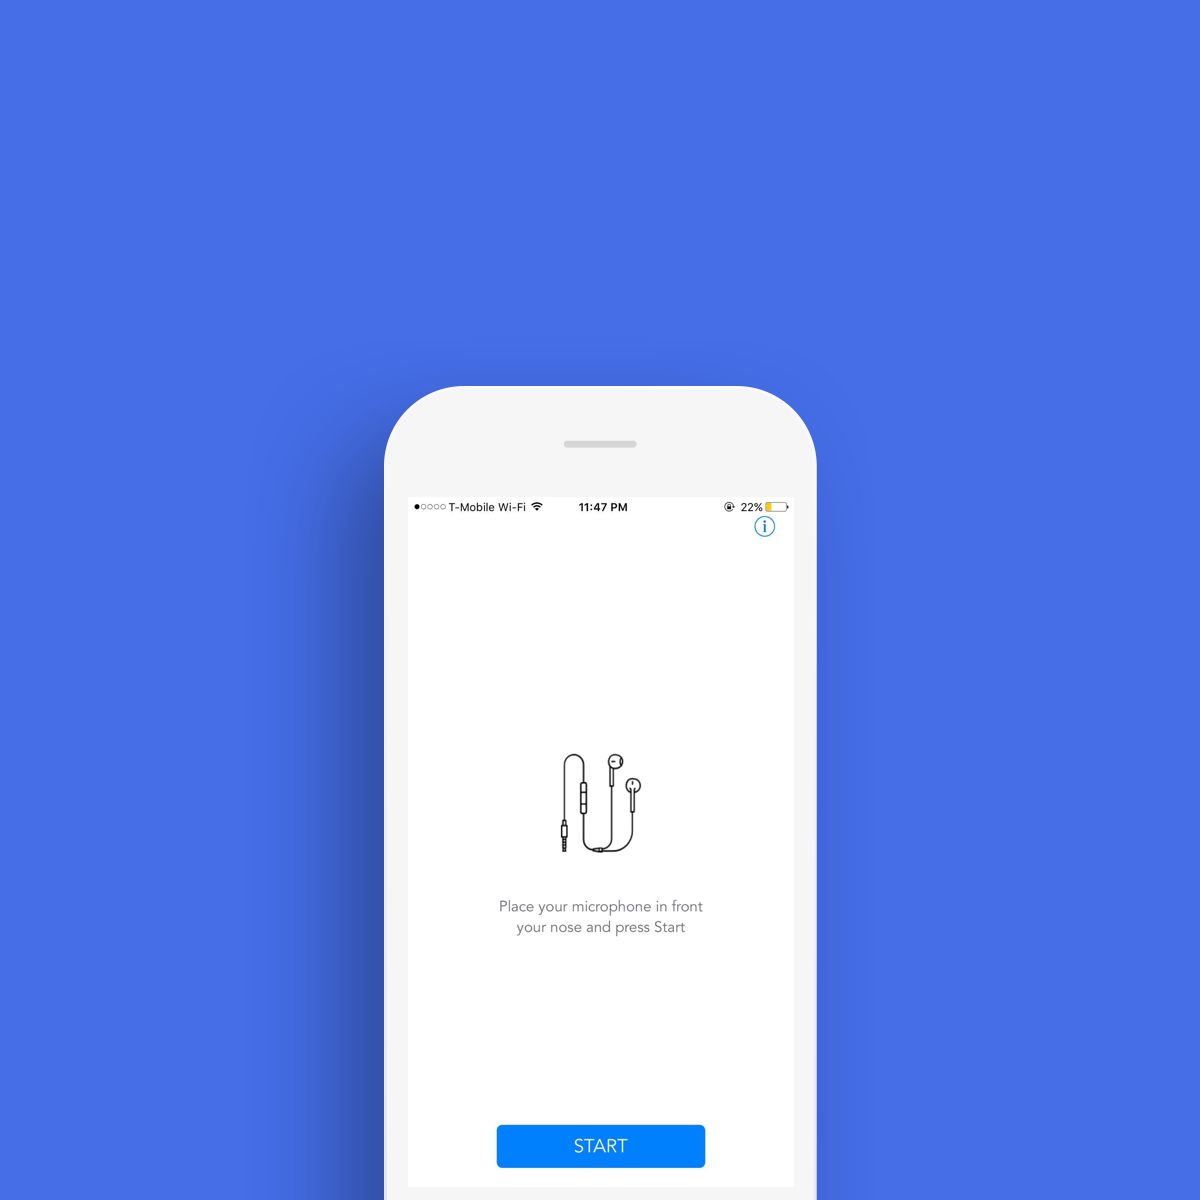 T-Mobile Wi-Fi 11:47 PM 22%
i
Place your microphone in front
your nose and press Start
START